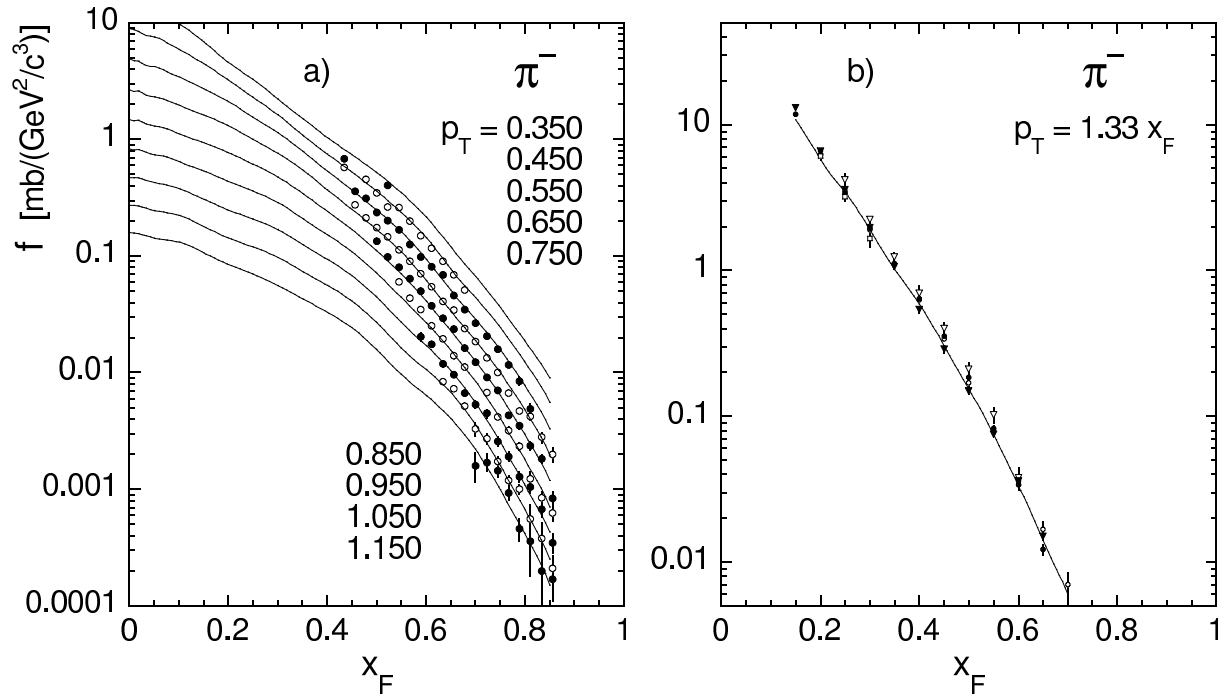 a) π⁻
p_T = 0.350
0.450
0.550
0.650
0.750
0.850
0.950
1.050
1.150
f [mb/(GeV²/c³)]
10
1
0.1
0.01
0.001
0.0001
0 0.2 0.4 0.6 0.8 1
x_F
b) π⁻
p_T = 1.33 x_F
10
1
0.1
0.01
0 0.2 0.4 0.6 0.8 1
x_F